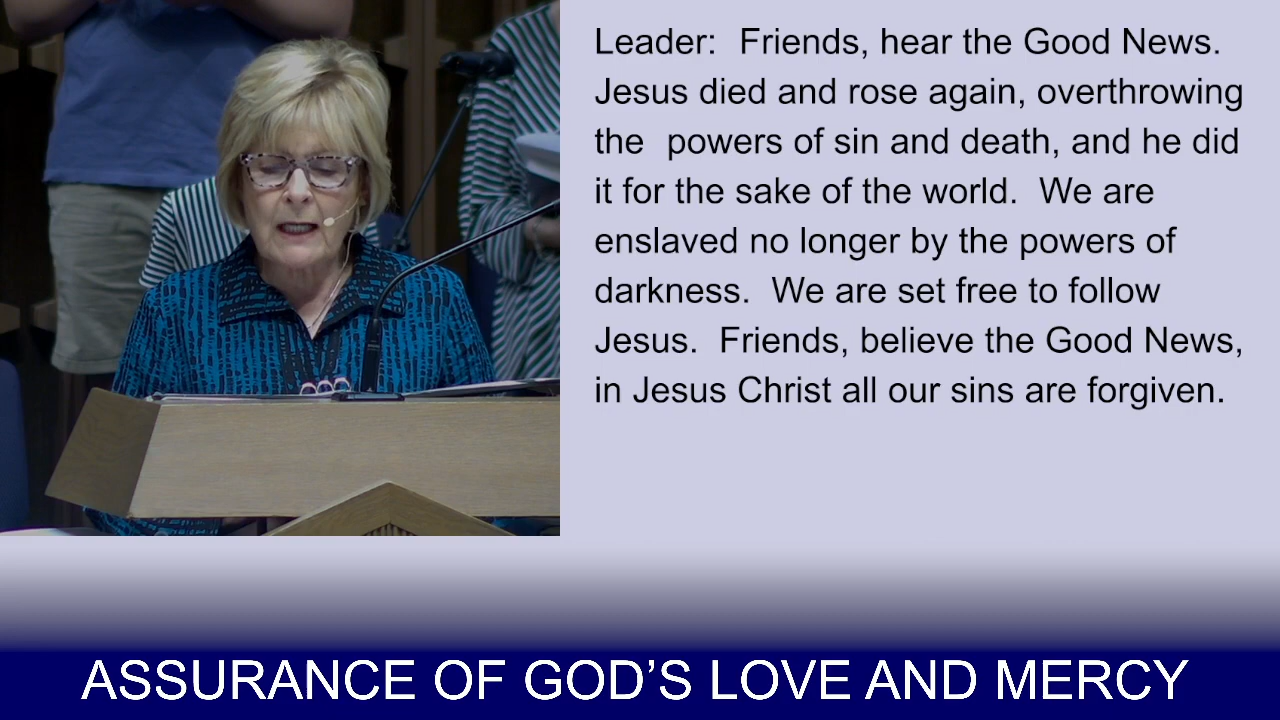 Leader:  Friends, hear the Good News.
Jesus died and rose again, overthrowing
the  powers of sin and death, and he did
it for the sake of the world.  We are
enslaved no longer by the powers of
darkness.  We are set free to follow
Jesus.  Friends, believe the Good News,
in Jesus Christ all our sins are forgiven.
ASSURANCE OF GOD’S LOVE AND MERCY